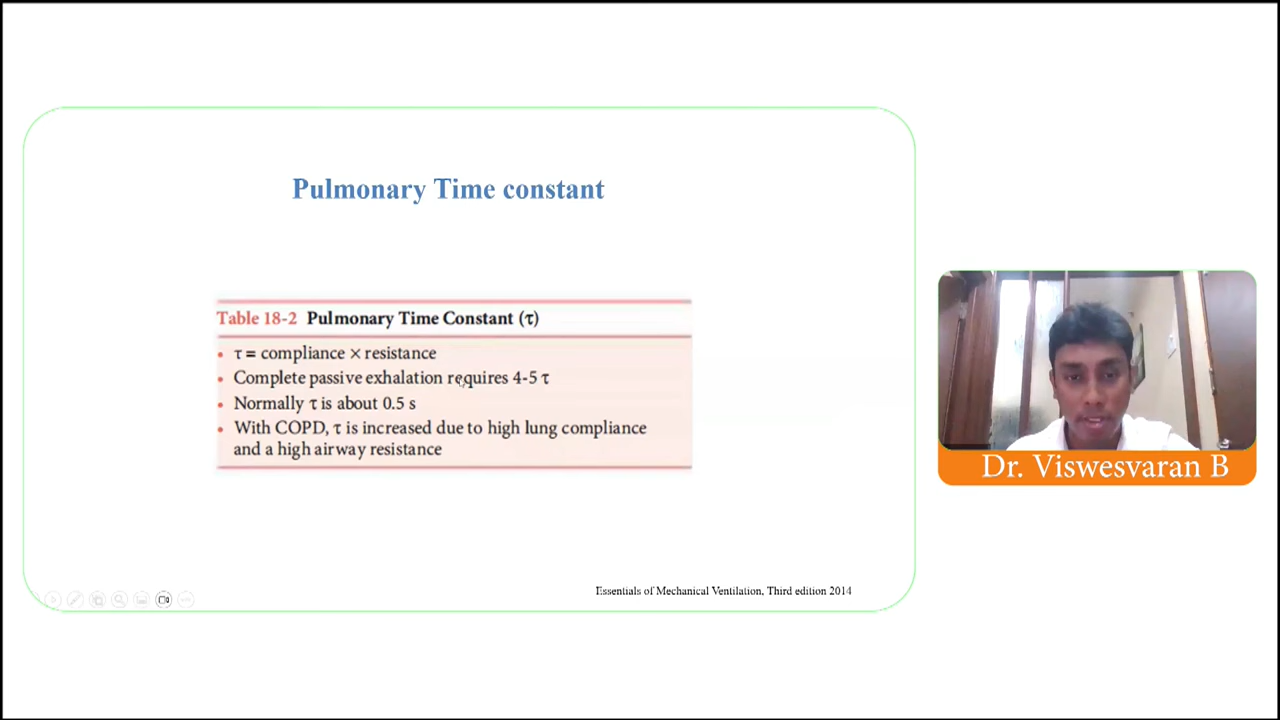 Pulmonary Time constant
Table 18-2 Pulmonary Time Constant (τ)
• τ = compliance × resistance
• Complete passive exhalation requires 4-5 τ
• Normally τ is about 0.5 s
• With COPD, τ is increased due to high lung compliance
and a high airway resistance
Essentials of Mechanical Ventilation, Third edition 2014
Dr. Viswesvaran B